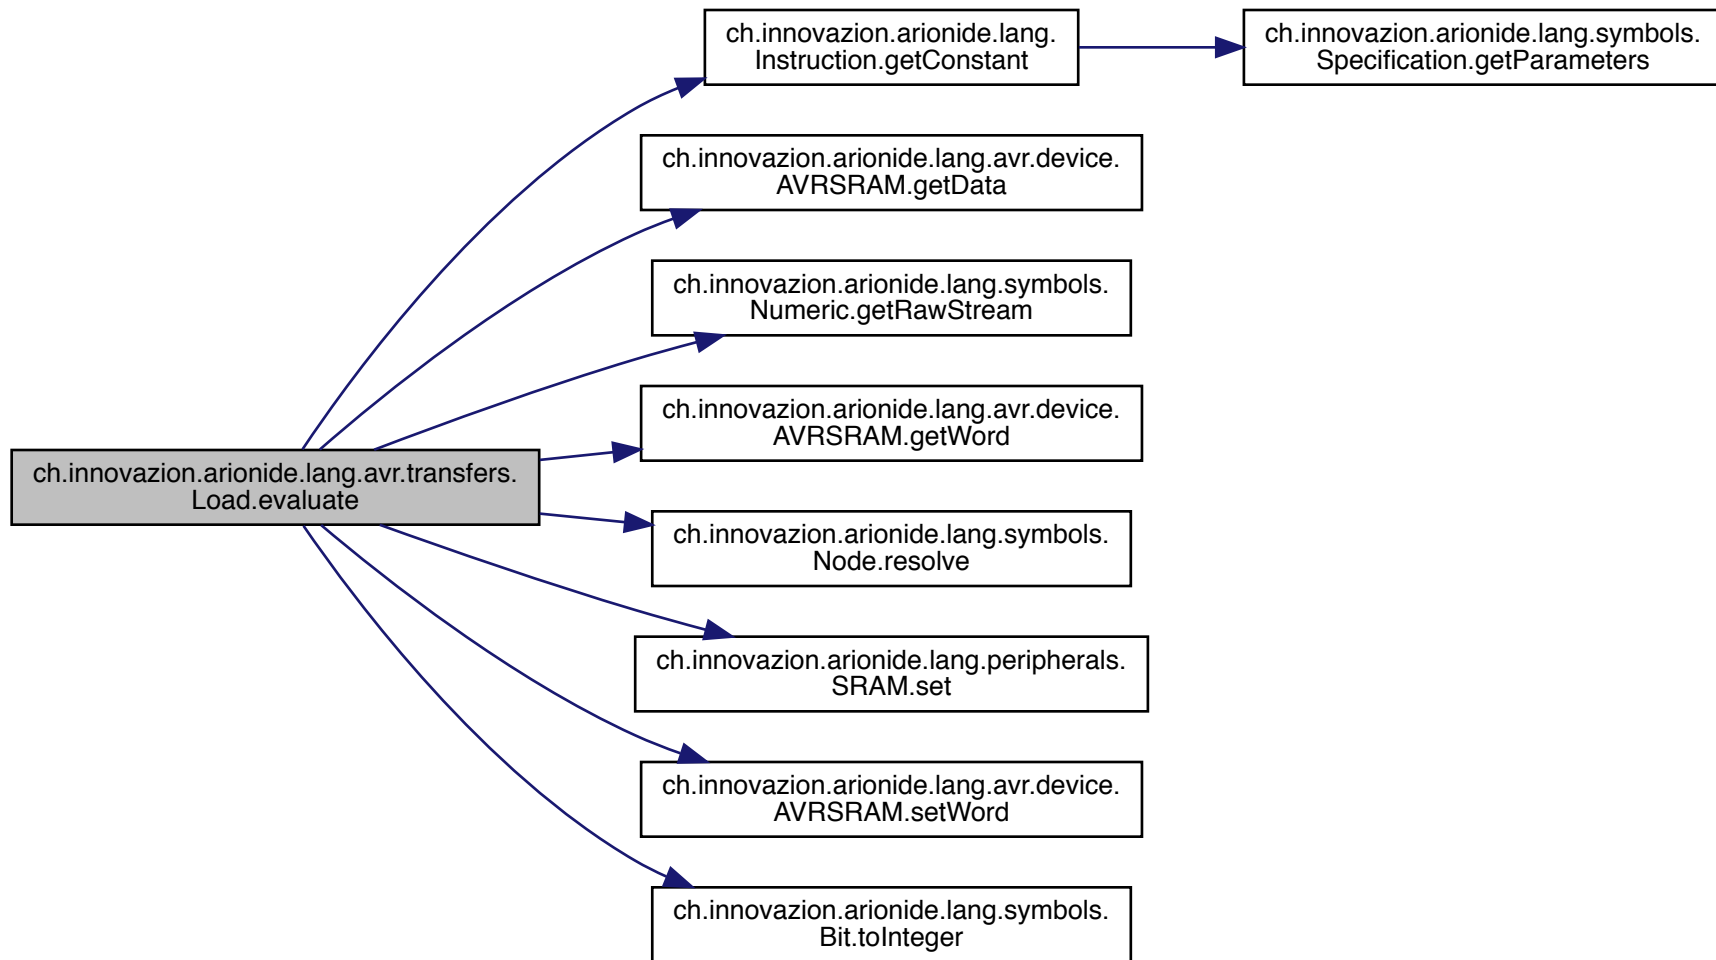 ch.innovazion.arionide.lang.
Instruction.getConstant
ch.innovazion.arionide.lang.symbols.
Specification.getParameters
ch.innovazion.arionide.lang.avr.device.
AVRSRAM.getData
ch.innovazion.arionide.lang.symbols.
Numeric.getRawStream
ch.innovazion.arionide.lang.avr.device.
AVRSRAM.getWord
ch.innovazion.arionide.lang.avr.transfers.
Load.evaluate
ch.innovazion.arionide.lang.symbols.
Node.resolve
ch.innovazion.arionide.lang.peripherals.
SRAM.set
ch.innovazion.arionide.lang.avr.device.
AVRSRAM.setWord
ch.innovazion.arionide.lang.symbols.
Bit.toInteger